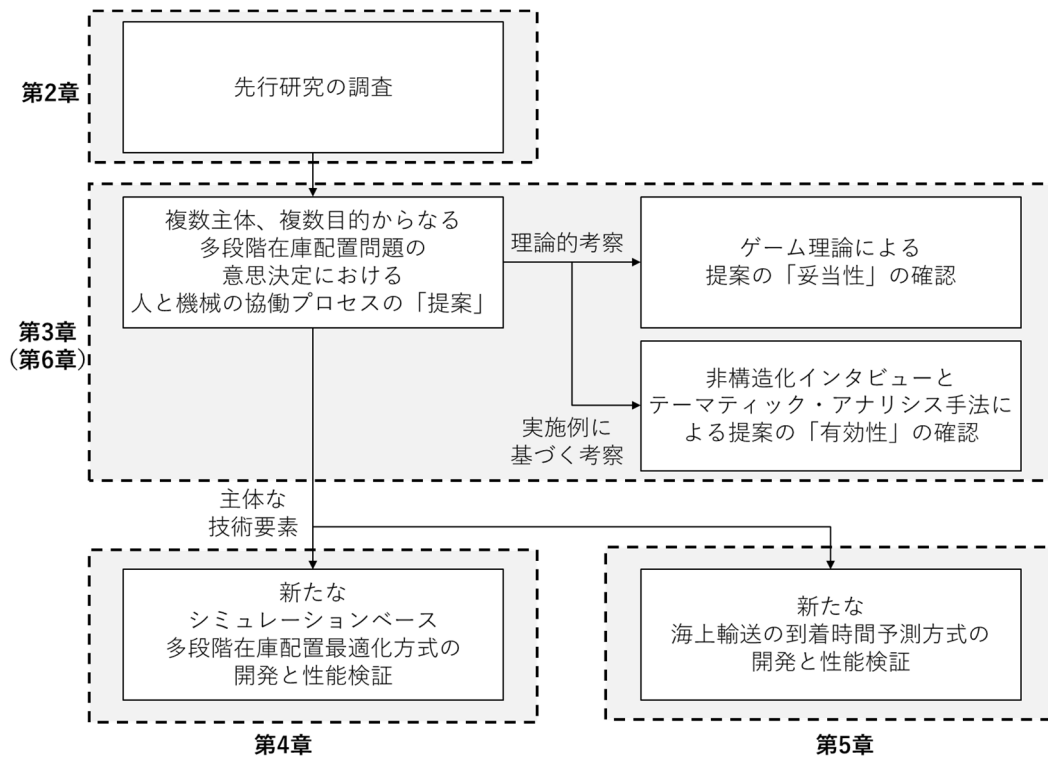 第2章
先行研究の調査
複数主体、複数目的からなる
多段階在庫配置問題の
意思決定における
人と機械の協働プロセスの「提案」
理論的考察
ゲーム理論による
提案の「妥当性」の確認
第3章
(第6章)
非構造化インタビューと
テーマティック・アナリシス手法に
よる提案の「有効性」の確認
実施例に
基づく考察
主体な
技術要素
新たな
シミュレーションベース
多段階在庫配置最適化方式の
開発と性能検証
新たな
海上輸送の到着時間予測方式の
開発と性能検証
第4章
第5章